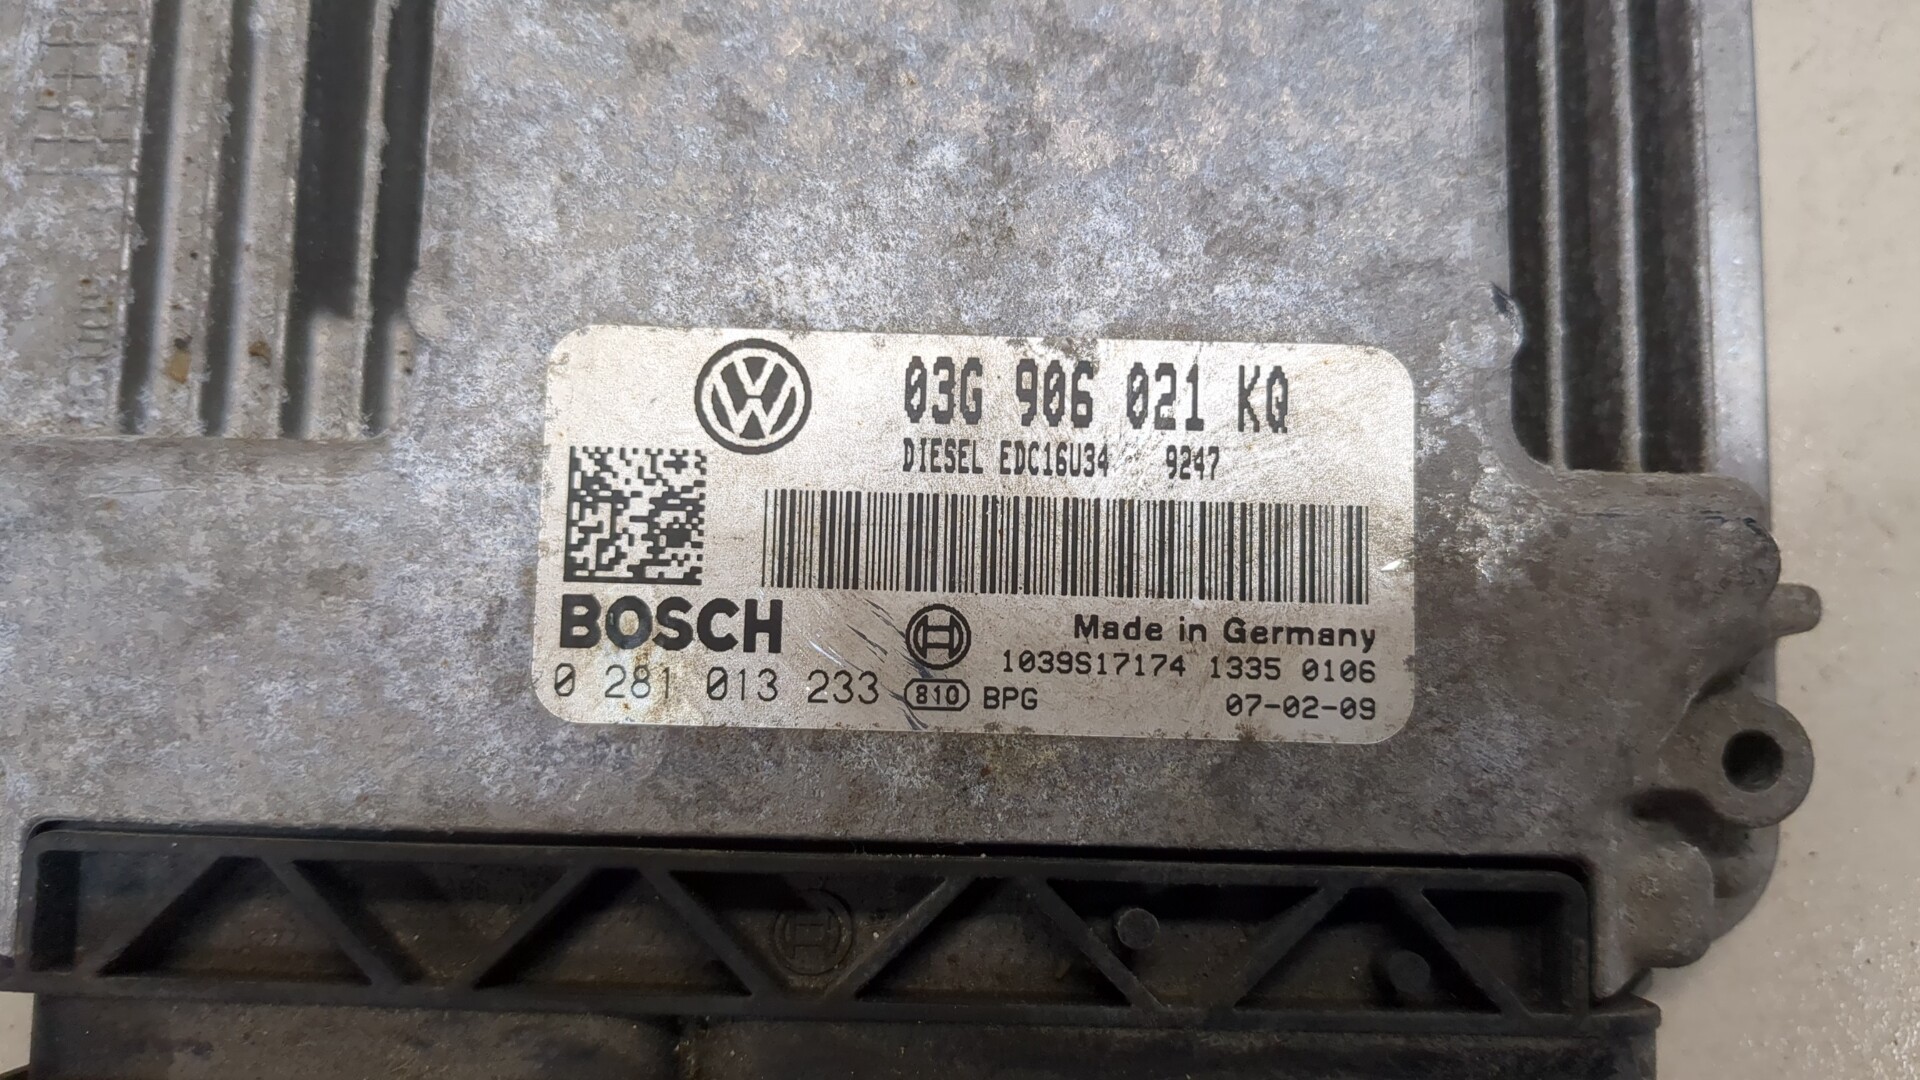 03G 906 021 KQ
DIESEL EDC16U34 9247
BOSCH
Made in Germany
1039S17174 1335 0106
0 281 013 233 810 BPG 07-02-09